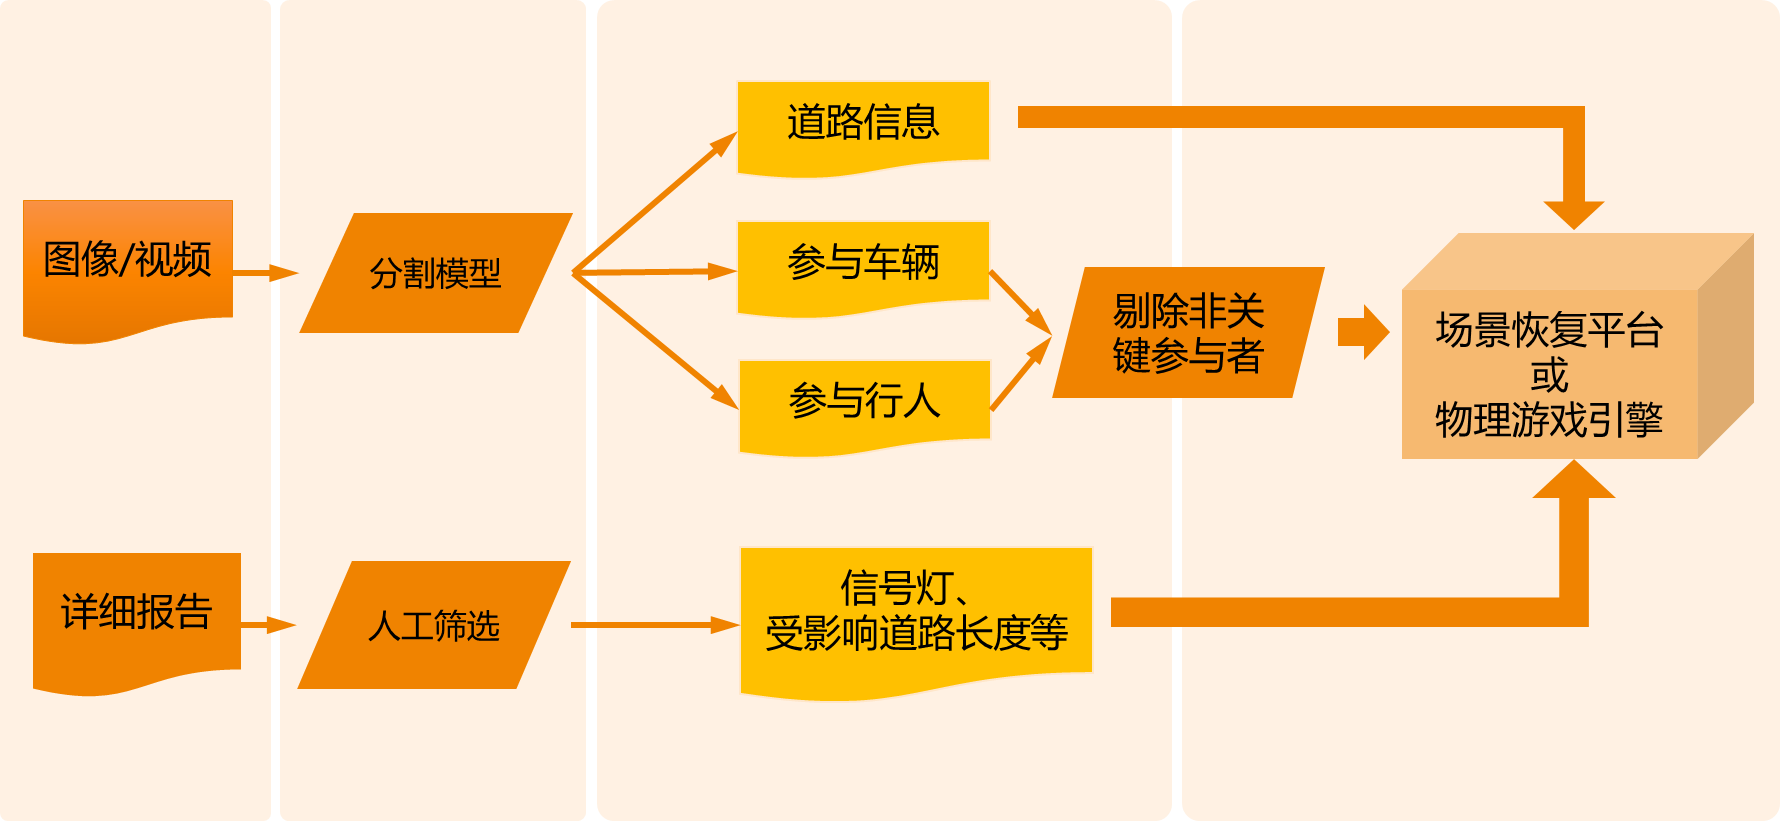 图像/视频
分割模型
道路信息
参与车辆
参与行人
剔除非关
键参与者
场景恢复平台
或
物理游戏引擎
详细报告
人工筛选
信号灯、
受影响道路长度等